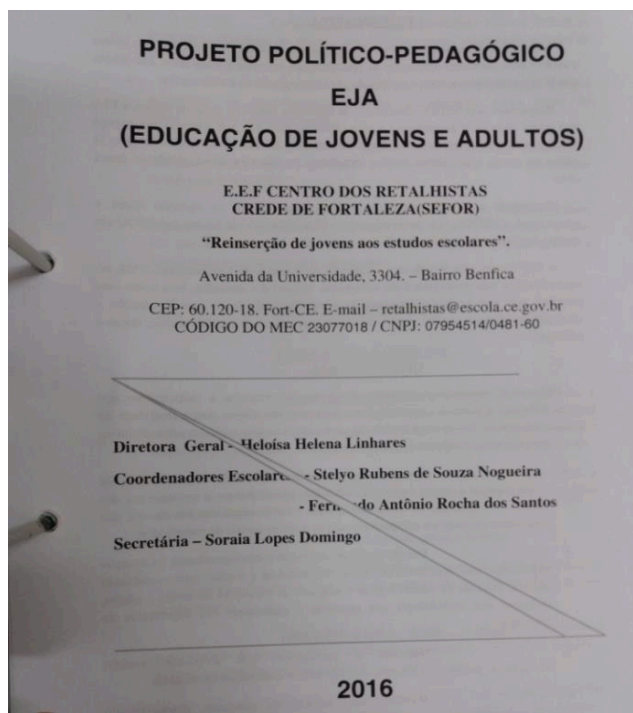 PROJETO POLÍTICO-PEDAGÓGICO
EJA
(EDUCAÇÃO DE JOVENS E ADULTOS)
E.E.F CENTRO DOS RETALHISTAS
CREDE DE FORTALEZA(SEFOR)
“Reinserção de jovens aos estudos escolares”.
Avenida da Universidade, 3304. – Bairro Benfica
CEP: 60.120-18. Fort-CE. E-mail – retalhistas@escola.ce.gov.br
CÓDIGO DO MEC 23077018 / CNPJ: 07954514/0481-60
Diretora Geral - Heloísa Helena Linhares
Coordenadores - Stelyo Rubens de Souza Nogueira
- Antônio Rocha dos Santos
Secretária – Soraia Lopes Domingo
2016